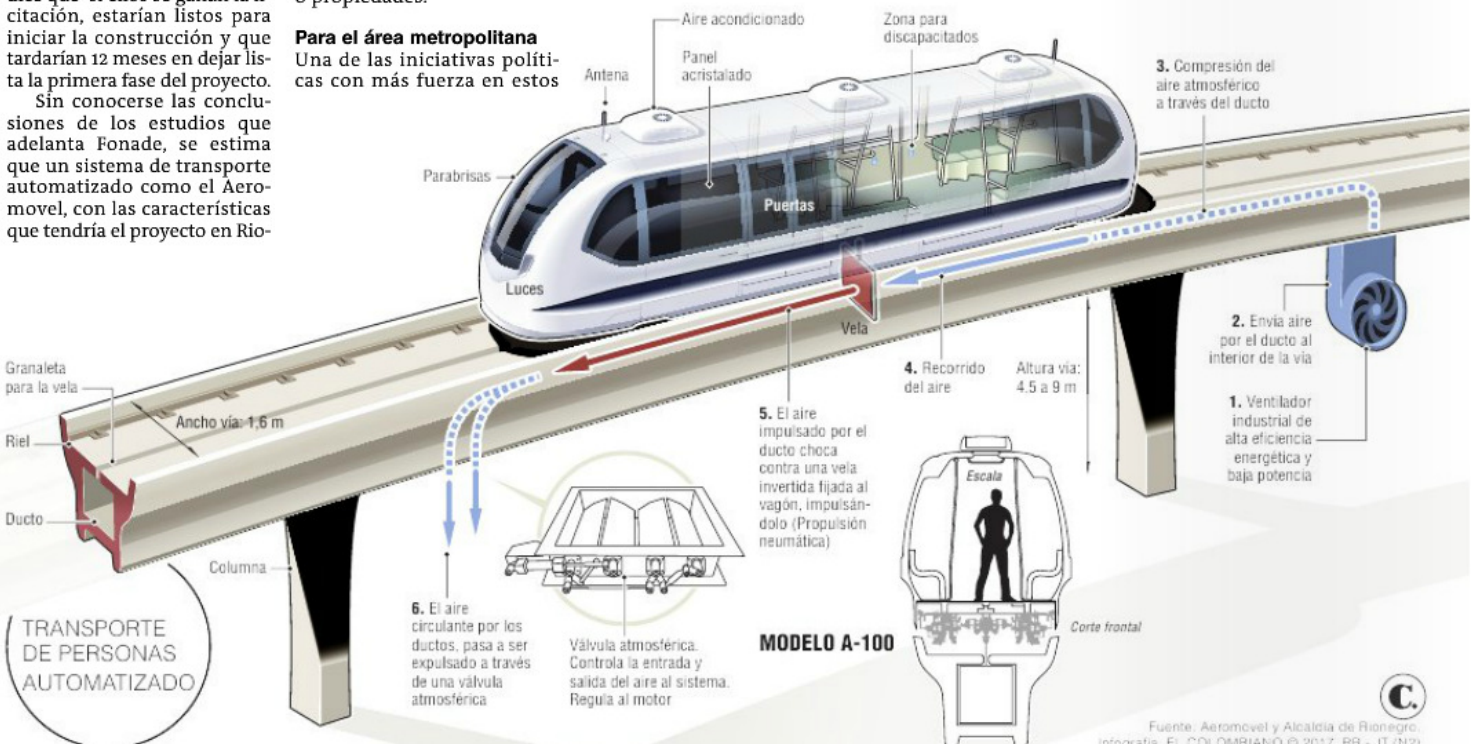 citación, estarían listos para
iniciar la construcción y que
tardarían 12 meses en dejar lis-
ta la primera fase del proyecto.
Sin conocerse las conclu-
siones de los estudios que
adelanta Fonade, se estima
que un sistema de transporte
automatizado como el Aero-
movel, con las características
que tendría el proyecto en Rio-
o propiedades.
Para el área metropolitana
Una de las iniciativas políti-
cas con más fuerza en estos
Aire acondicionado
Zona para
discapacitados
Antena
Panel
acristalado
Parabrisas
Puertas
Luces
Vela
3. Compresión del
aire atmosférico
a través del ducto
2. Envía aire
por el ducto al
interior de la vía
1. Ventilador
industrial de
alta eficiencia
energética y
baja potencia
4. Recorrido
del aire
Altura vía:
4.5 a 9 m
5. El aire
impulsado por el
ducto choca
contra una vela
invertida fijada al
vagón, impulsán-
dolo (Propulsión
neumática)
Granaleta
para la vela
Ancho vía: 1,6 m
Riel
Ducto
Columna
6. El aire
circulante por los
ductos, pasa a ser
expulsado a través
de una válvula
atmosférica
Válvula atmosférica.
Controla la entrada y
salida del aire al sistema.
Regula al motor
Escala
MODELO A-100
Corte frontal
TRANSPORTE
DE PERSONAS
AUTOMATIZADO
C.
Fuente: Aeromovel y Alcaldía de Rionegro.
Infografía: EL COLOMBIANO © 2017. RR - JT (N2)